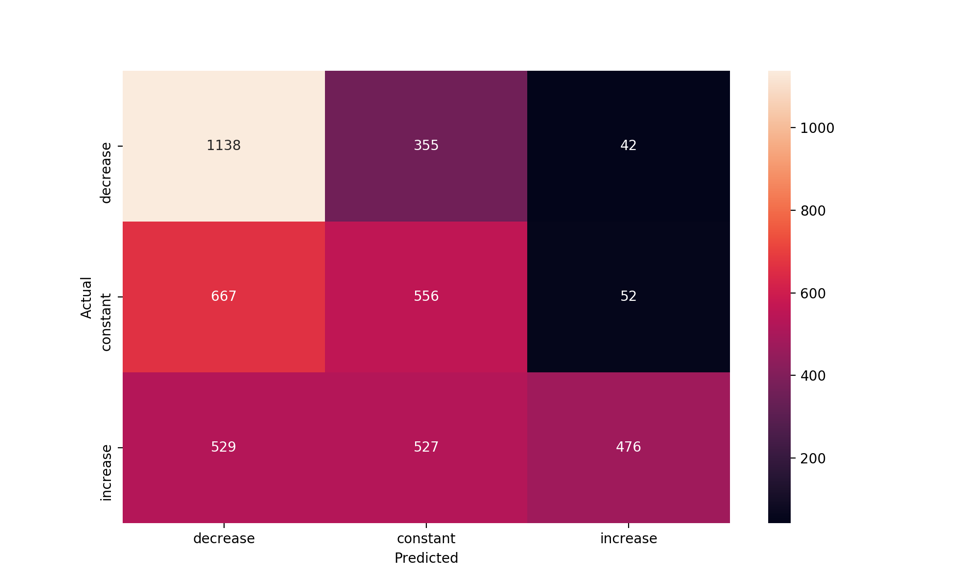 1138 355 42
667 556 52
529 527 476
decrease
constant
increase
Actual
decrease constant increase
Predicted
1000
800
600
400
200